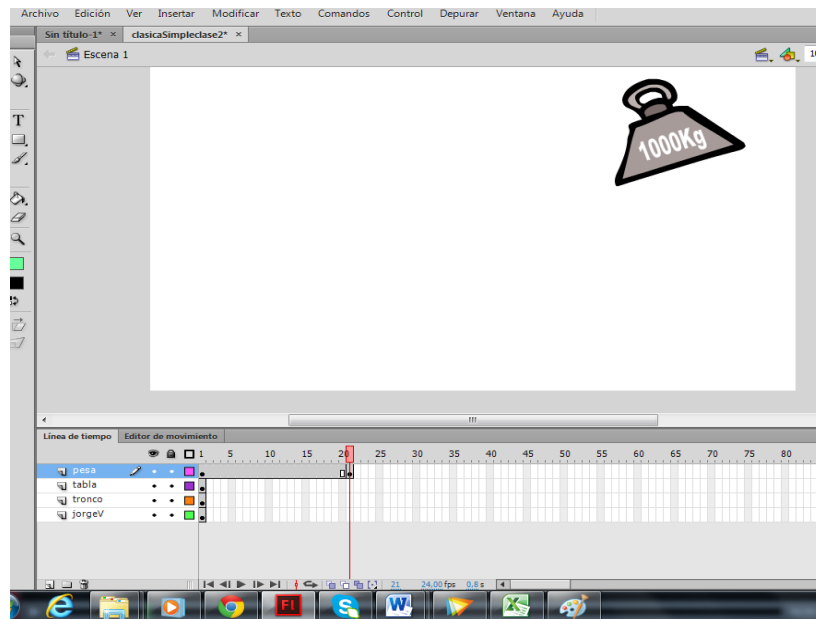 Archivo Edición Ver Insertar Modificar Texto Comandos Control Depurar Ventana Ayuda
Sin título-1* × clasicaSimpleclase2* ×
Escena 1
T
1000Kg
Línea de tiempo Editor de movimiento
1 5 10 15 20 25 30 35 40 45 50 55 60 65 70 75 80
pesa
tabla
tronco
jorgeV
21 24,00 fps 0,8 s
Fl S W X